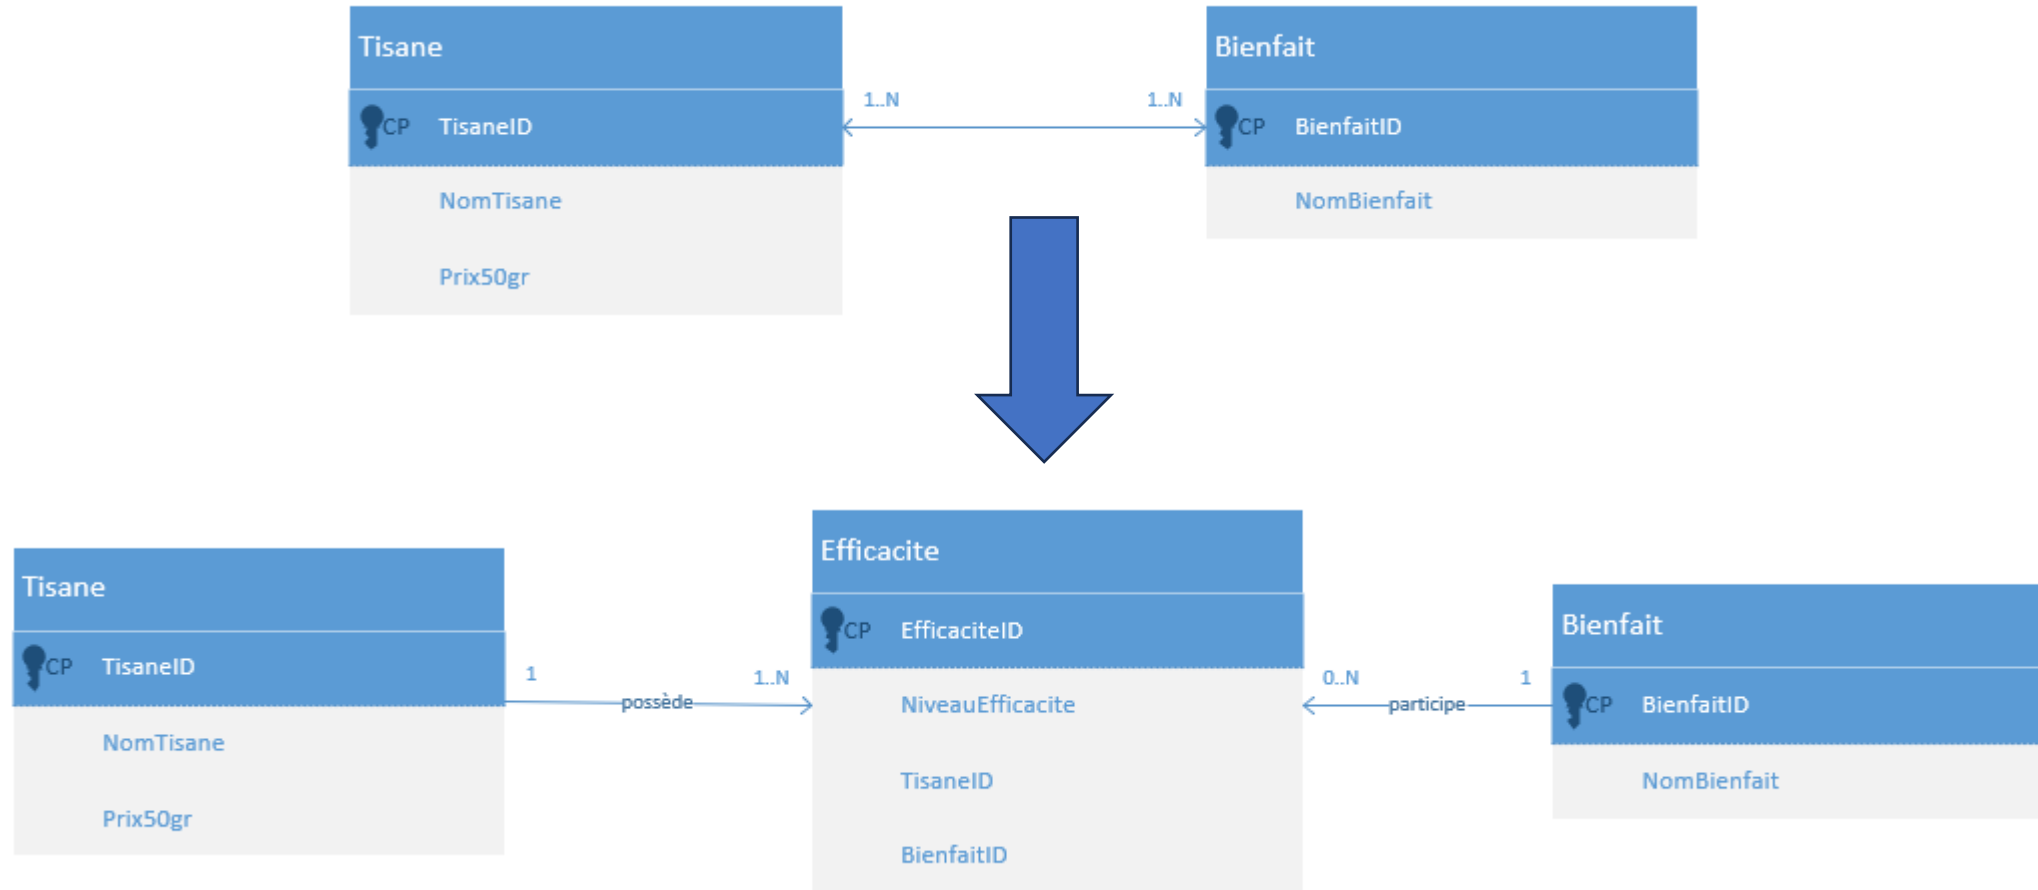 Tisane
CP TisaneID
NomTisane
Prix50gr
1..N
1..N
Bienfait
CP BienfaitID
NomBienfait
Tisane
CP TisaneID
NomTisane
Prix50gr
1
possède
1..N
Efficacite
CP EfficaciteID
NiveauEfficacite
TisaneID
BienfaitID
0..N
participe
1
Bienfait
CP BienfaitID
NomBienfait